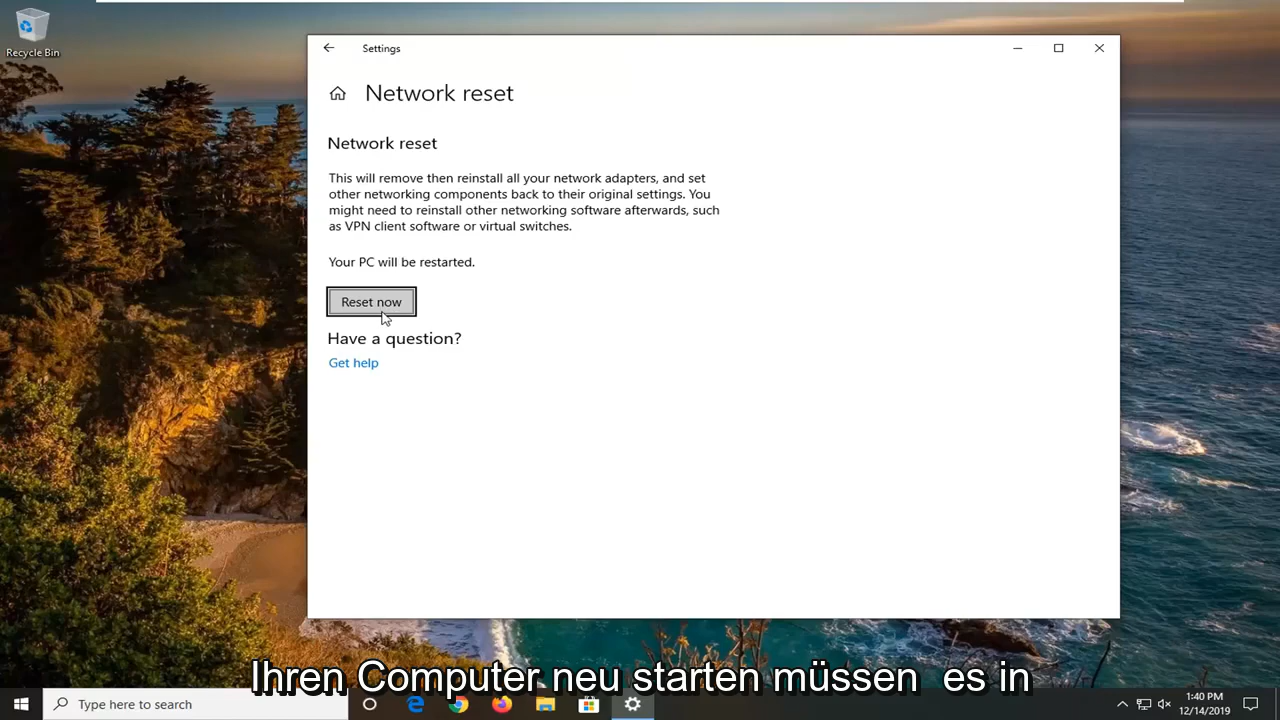 Recycle Bin
Settings
Network reset
Network reset
This will remove then reinstall all your network adapters, and set
other networking components back to their original settings. You
might need to reinstall other networking software afterwards, such
as VPN client software or virtual switches.
Your PC will be restarted.
Reset now
Have a question?
Get help
Ihren Computer neu starten müssen es in
Type here to search
1:40 PM
12/14/2019